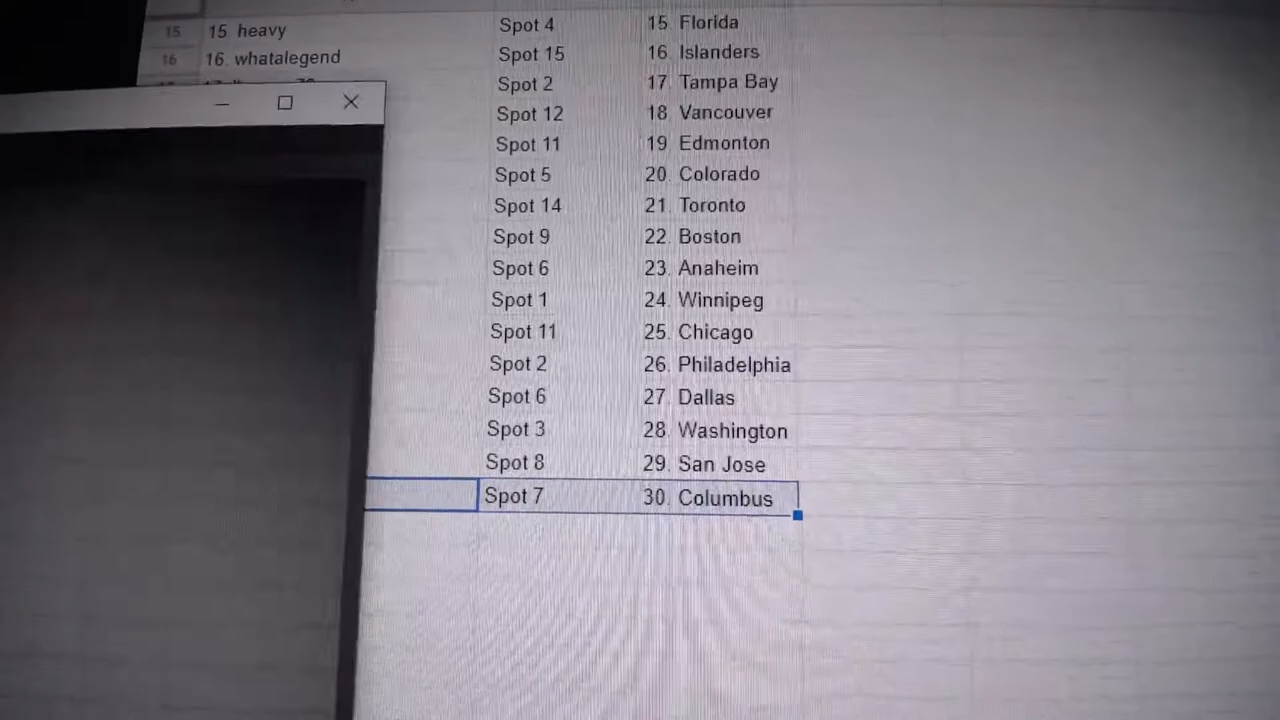 15 15 heavy Spot 4 15. Florida
16 16. whatalegend Spot 15 16. Islanders
Spot 2 17. Tampa Bay
Spot 12 18. Vancouver
Spot 11 19. Edmonton
Spot 5 20. Colorado
Spot 14 21. Toronto
Spot 9 22. Boston
Spot 6 23. Anaheim
Spot 1 24. Winnipeg
Spot 11 25. Chicago
Spot 2 26. Philadelphia
Spot 6 27. Dallas
Spot 3 28. Washington
Spot 8 29. San Jose
Spot 7 30. Columbus